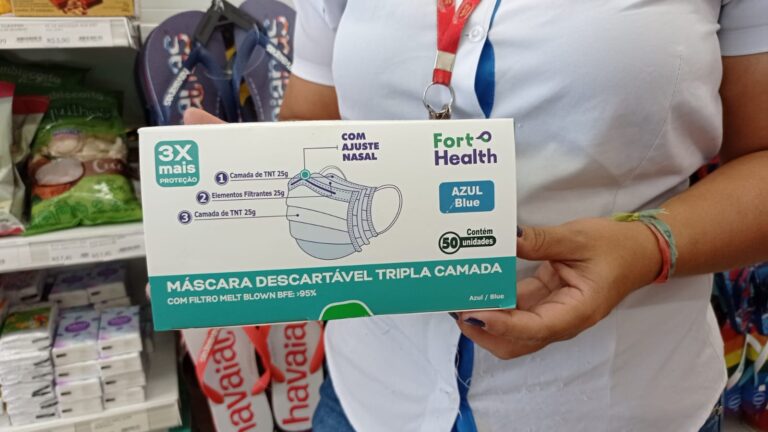 3X
mais
PROTEÇÃO
COM
AJUSTE
NASAL
1 Camada de TNT 25g
2 Elementos Filtrantes 25g
3 Camada de TNT 25g
Fort
Health
AZUL
Blue
Contém
50 unidades
MÁSCARA DESCARTÁVEL TRIPLA CAMADA
COM FILTRO MELT BLOWN BFE: >95%
Azul / Blue
havaianas
havaianas